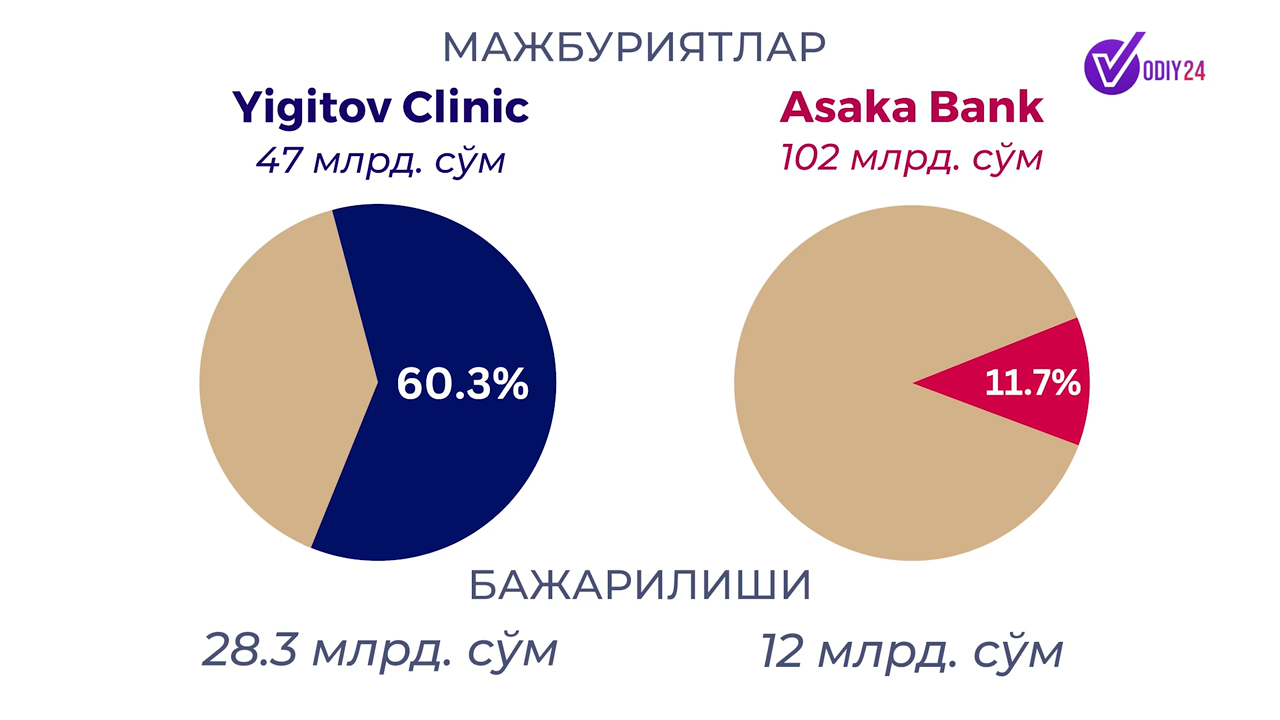 МАЖБУРИЯТЛАР
ODIY24
Yigitov Clinic
Asaka Bank
47 млрд. сўм
102 млрд. сўм
60.3%
11.7%
БАЖАРИЛИШИ
28.3 млрд. сўм
12 млрд. сўм